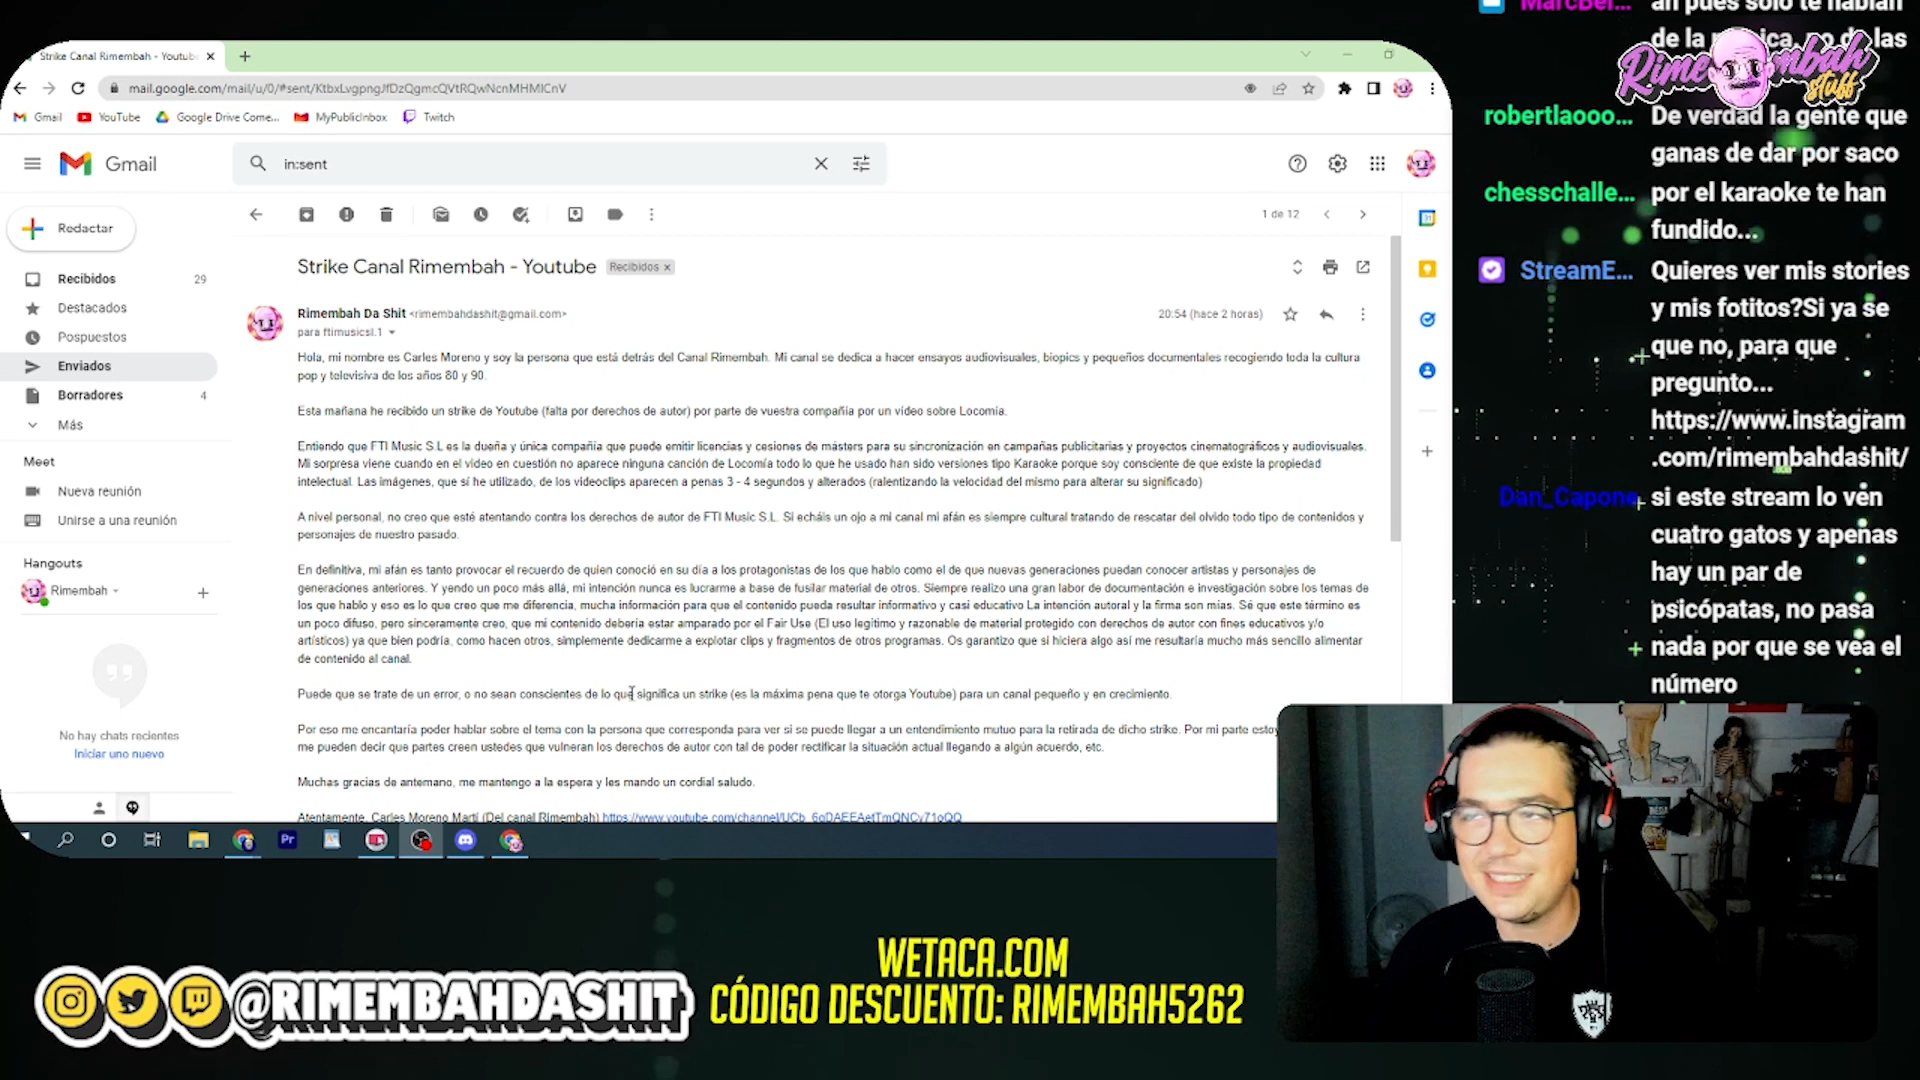 Strike Canal Rimembah - Youtub
mail.google.com/mail/u/0/#sent/KtbxLvgpngJfDzQgmcQVtRQwNcnMHMlCnV
Gmail
YouTube
Google Drive Come...
MyPublicInbox
Twitch
Gmail
in:sent
Redactar
1 de 12
Recibidos 29
Destacados
Pospuestos
Enviados
Borradores 4
Más
Meet
Nueva reunión
Unirse a una reunión
Hangouts
Rimembah
No hay chats recientes
Iniciar uno nuevo
Strike Canal Rimembah - Youtube Recibidos x
Rimembah Da Shit <rimembahdashit@gmail.com> 20:54 (hace 2 horas)
para ftimusicsl.1
Hola, mi nombre es Carles Moreno y soy la persona que está detrás del Canal Rimembah. Mi canal se dedica a hacer ensayos audiovisuales, biopics y pequeños documentales recogiendo toda la cultura
pop y televisiva de los años 80 y 90.
Esta mañana he recibido un strike de Youtube (falta por derechos de autor) por parte de vuestra compañía por un vídeo sobre Locomía.
Entiendo que FTI Music S.L es la dueña y única compañía que puede emitir licencias y cesiones de másters para su sincronización en campañas publicitarias y proyectos cinematográficos y audiovisuales.
Mi sorpresa viene cuando en el vídeo en cuestión no aparece ninguna canción de Locomía todo lo que he usado han sido versiones tipo Karaoke porque soy consciente de que existe la propiedad
intelectual. Las imágenes, que sí he utilizado, de los videoclips aparecen a penas 3 - 4 segundos y alterados (ralentizando la velocidad del mismo para alterar su significado)
A nivel personal, no creo que esté atentando contra los derechos de autor de FTI Music S.L. Si echáis un ojo a mi canal mi afán es siempre cultural tratando de rescatar del olvido todo tipo de contenidos y
personajes de nuestro pasado.
En definitiva, mi afán es tanto provocar el recuerdo de quien conoció en su día a los protagonistas de los que hablo como el de que nuevas generaciones puedan conocer artistas y personajes de
generaciones anteriores. Y yendo un poco más allá, mi intención nunca es lucrarme a base de fusilar material de otros. Siempre realizo una gran labor de documentación e investigación sobre los temas de
los que hablo y eso es lo que creo que me diferencia, mucha información para que el contenido pueda resultar informativo y casi educativo La intención autoral y la firma son mías. Sé que este término es
un poco difuso, pero sinceramente creo, que mi contenido debería estar amparado por el Fair Use (El uso legítimo y razonable de material protegido con derechos de autor con fines educativos y/o
artísticos) ya que bien podría, como hacen otros, simplemente dedicarme a explotar clips y fragmentos de otros programas. Os garantizo que si hiciera algo así me resultaría mucho más sencillo alimentar
de contenido al canal.
Puede que se trate de un error, o no sean conscientes de lo que significa un strike (es la máxima pena que te otorga Youtube) para un canal pequeño y en crecimiento.
Por eso me encantaría poder hablar sobre el tema con la persona que corresponda para ver si se puede llegar a un entendimiento mutuo para la retirada de dicho strike. Por mi parte estoy
me pueden decir que partes creen ustedes que vulneran los derechos de autor con tal de poder rectificar la situación actual llegando a algún acuerdo, etc.
Muchas gracias de antemano, me mantengo a la espera y les mando un cordial saludo.
Atentamente, Carles Moreno Martí (Del canal Rimembah) https://www.youtube.com/channel/UCb_6oDAEEAetTmQNCy71oQQ
Pr
MarcBel... ah pues solo te hablan
de la música, no de las
Rimembah
stuff
robertlaooo... De verdad la gente que
ganas de dar por saco
chesschalle... por el karaoke te han
fundido...
StreamE... Quieres ver mis stories
y mis fotitos?Si ya se
que no, para que
pregunto...
https://www.instagram
.com/rimembahdashit/
Dan_Capone si este stream lo ven
cuatro gatos y apenas
hay un par de
psicópatas, no pasa
nada por que se vea el
número
@RIMEMBAHDASHIT
WETACA.COM
CÓDIGO DESCUENTO: RIMEMBAH5262